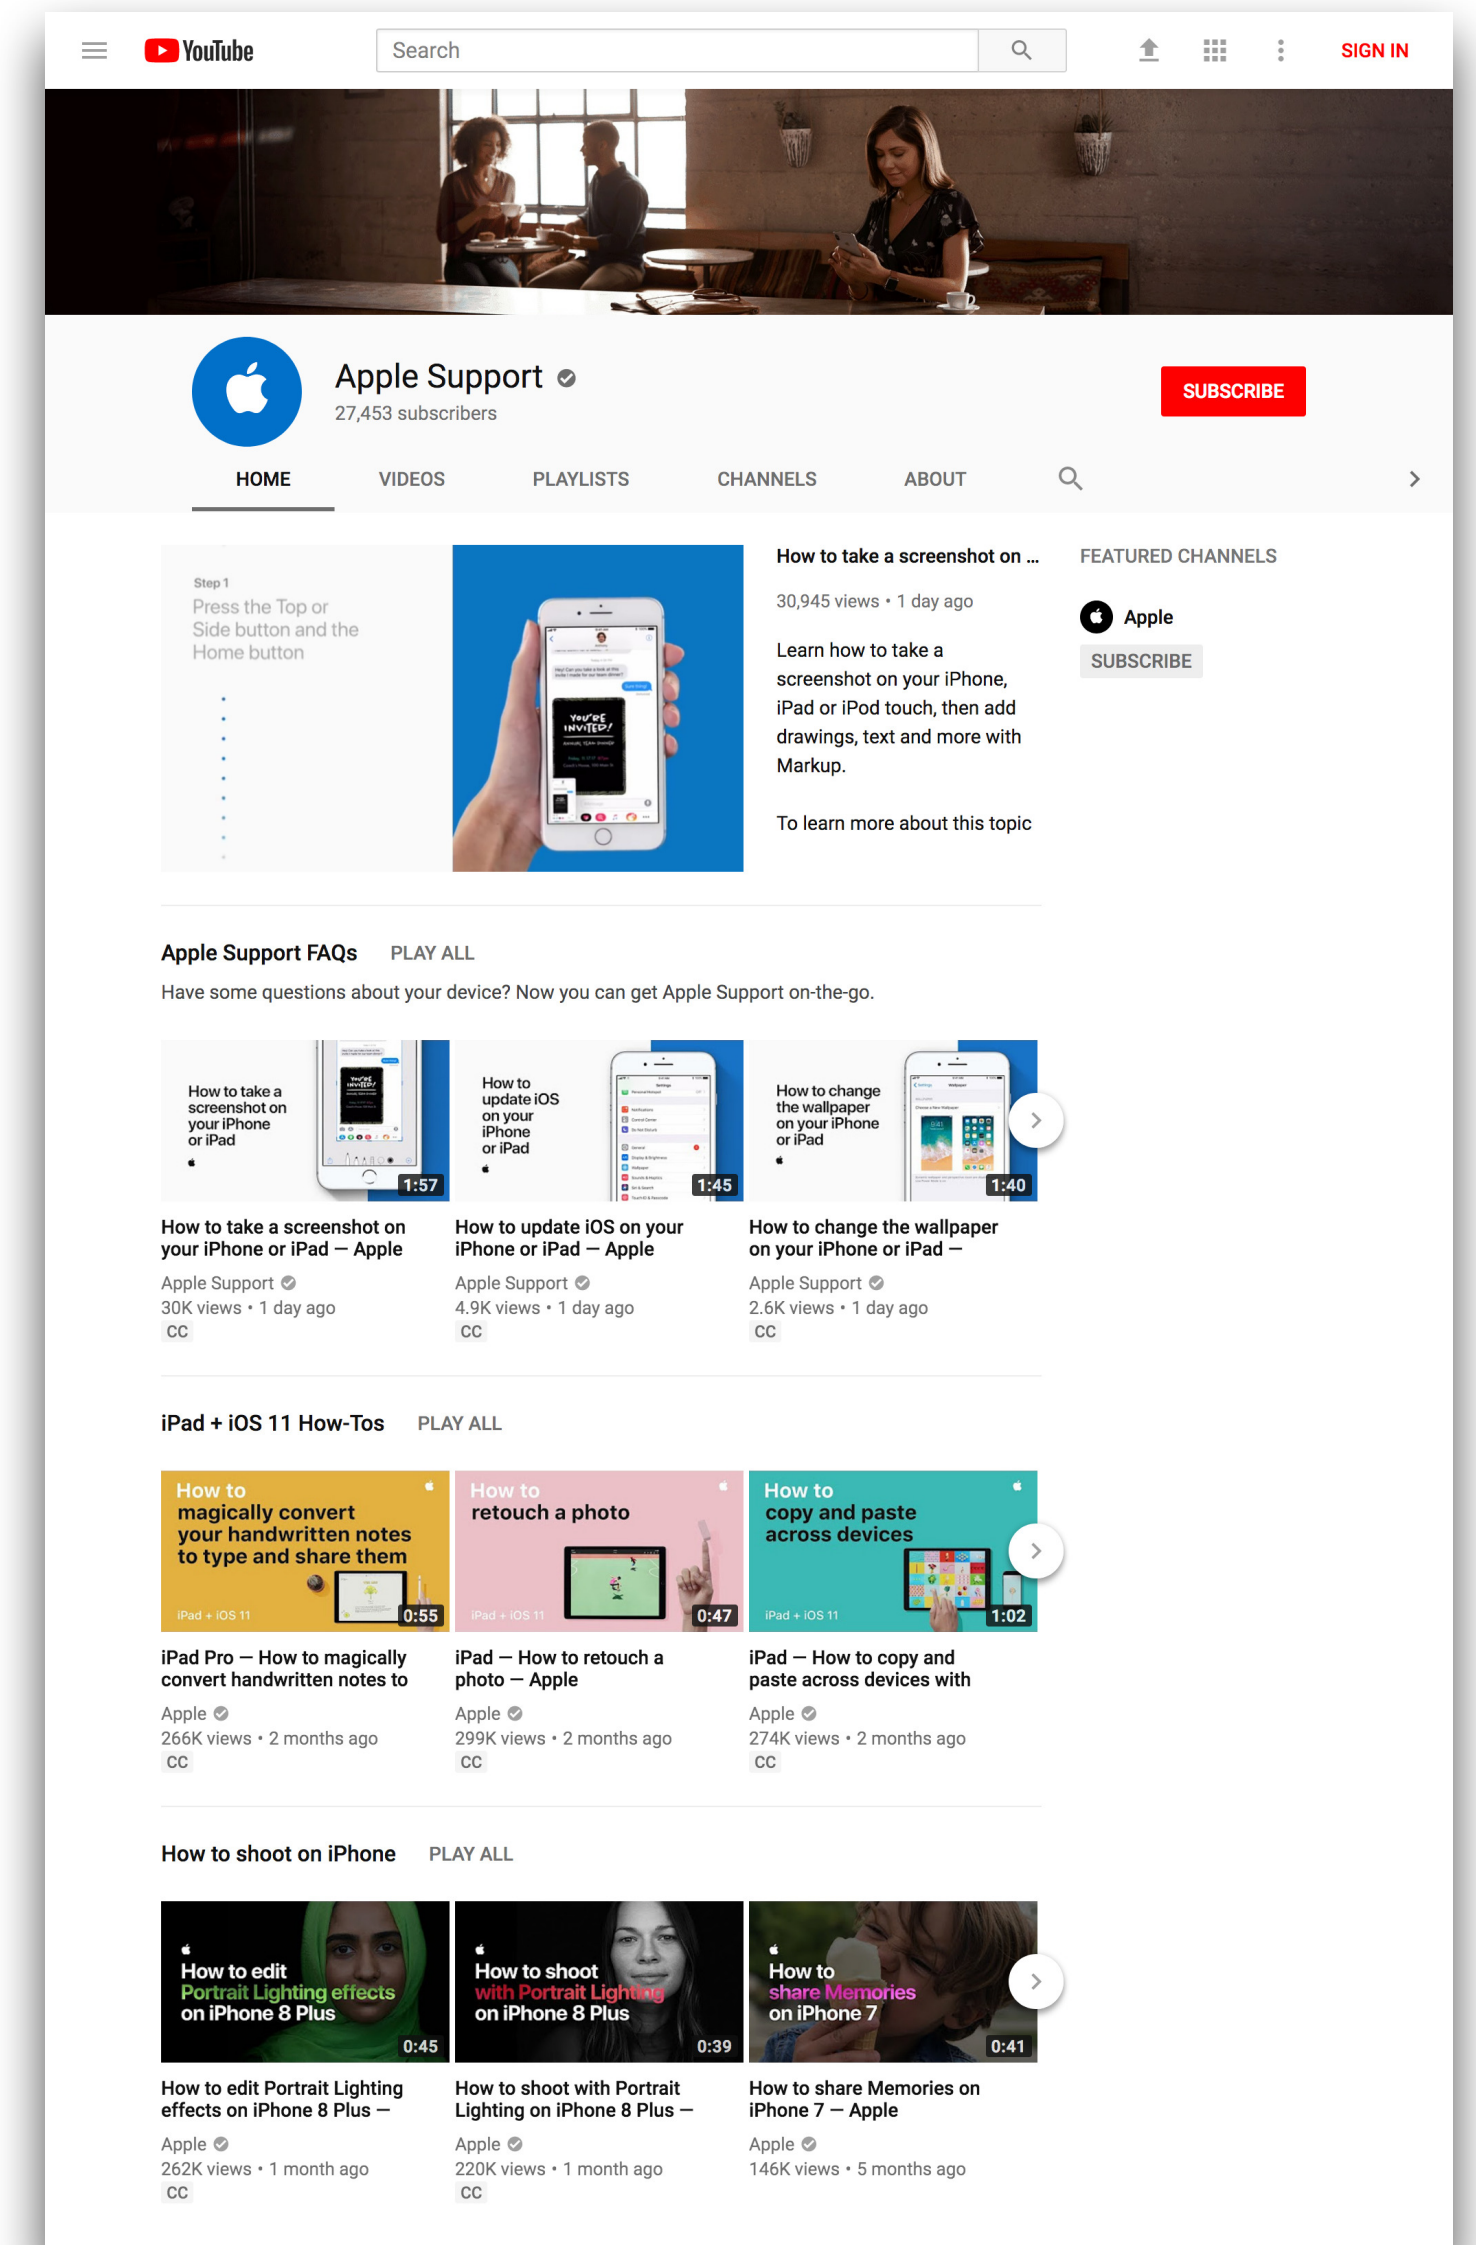 YouTube
Search
SIGN IN
Apple Support
27,453 subscribers
SUBSCRIBE
HOME
VIDEOS
PLAYLISTS
CHANNELS
ABOUT
Step 1
Press the Top or
Side button and the
Home button
YOU'RE
INVITED!
How to take a screenshot on ...
30,945 views • 1 day ago
Learn how to take a
screenshot on your iPhone,
iPad or iPod touch, then add
drawings, text and more with
Markup.
To learn more about this topic
FEATURED CHANNELS
Apple
SUBSCRIBE
Apple Support FAQs
PLAY ALL
Have some questions about your device? Now you can get Apple Support on-the-go.
How to take a
screenshot on
your iPhone
or iPad
1:57
How to
update iOS
on your
iPhone
or iPad
1:45
How to change
the wallpaper
on your iPhone
or iPad
1:40
How to take a screenshot on
your iPhone or iPad — Apple
Apple Support
30K views • 1 day ago
CC
How to update iOS on your
iPhone or iPad — Apple
Apple Support
4.9K views • 1 day ago
CC
How to change the wallpaper
on your iPhone or iPad —
Apple Support
2.6K views • 1 day ago
CC
iPad + iOS 11 How-Tos
PLAY ALL
How to
magically convert
your handwritten notes
to type and share them
iPad + iOS 11
0:55
How to
retouch a photo
iPad + iOS 11
0:47
How to
copy and paste
across devices
iPad + iOS 11
1:02
iPad Pro — How to magically
convert handwritten notes to
Apple
266K views • 2 months ago
CC
iPad — How to retouch a
photo — Apple
Apple
299K views • 2 months ago
CC
iPad — How to copy and
paste across devices with
Apple
274K views • 2 months ago
CC
How to shoot on iPhone
PLAY ALL
How to edit
Portrait Lighting effects
on iPhone 8 Plus
0:45
How to shoot
with Portrait Lighting
on iPhone 8 Plus
0:39
How to
share Memories
on iPhone 7
0:41
How to edit Portrait Lighting
effects on iPhone 8 Plus —
Apple
262K views • 1 month ago
CC
How to shoot with Portrait
Lighting on iPhone 8 Plus —
Apple
220K views • 1 month ago
CC
How to share Memories on
iPhone 7 — Apple
Apple
146K views • 5 months ago